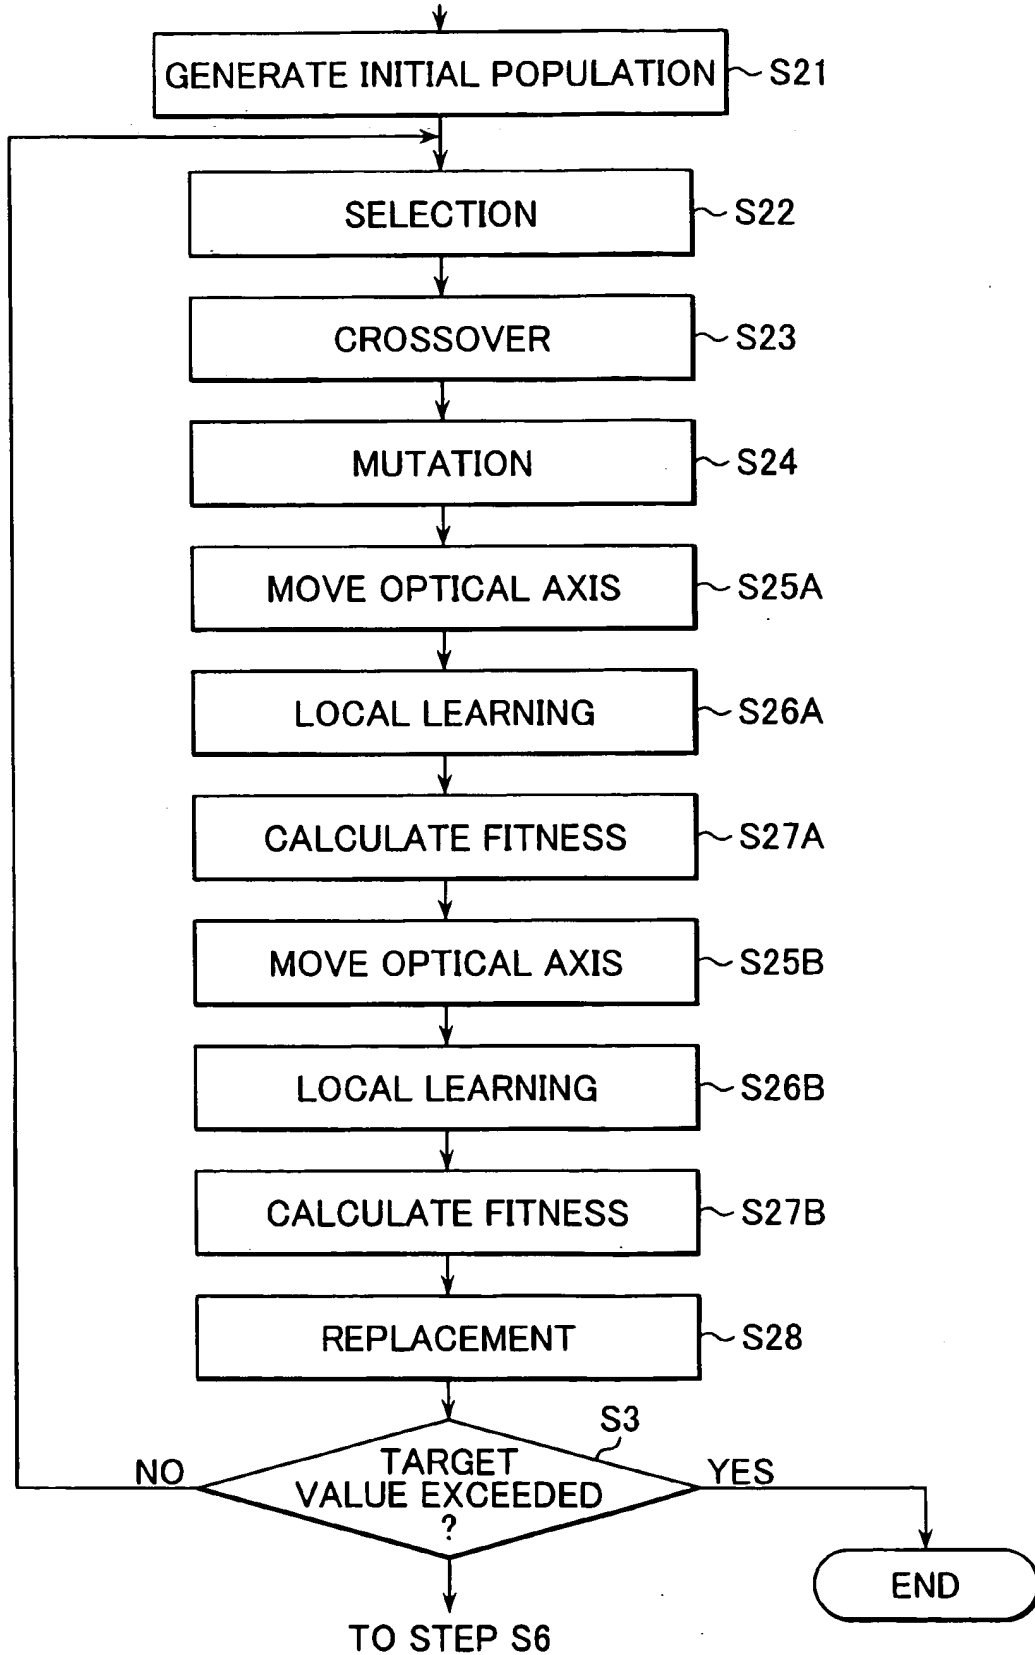 GENERATE INITIAL POPULATION S21
SELECTION S22
CROSSOVER S23
MUTATION S24
MOVE OPTICAL AXIS S25A
LOCAL LEARNING S26A
CALCULATE FITNESS S27A
MOVE OPTICAL AXIS S25B
LOCAL LEARNING S26B
CALCULATE FITNESS S27B
REPLACEMENT S28
S3
NO
TARGET
VALUE EXCEEDED
?
YES
END
TO STEP S6